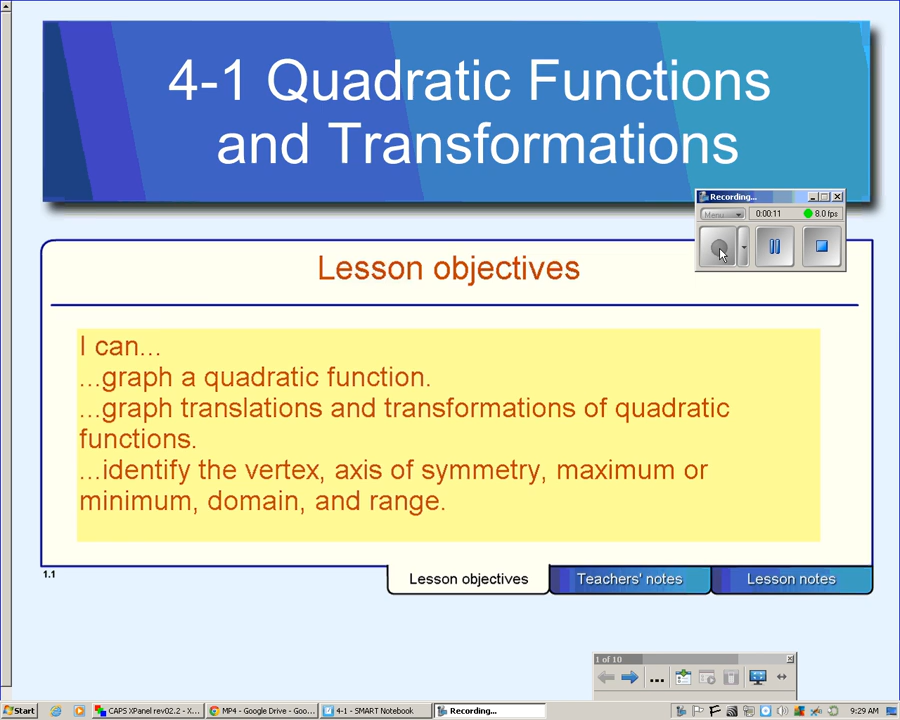 4-1 Quadratic Functions
and Transformations
Recording...
Menu
0:00:11
8.0 fps
Lesson objectives
I can...
...graph a quadratic function.
...graph translations and transformations of quadratic
functions.
...identify the vertex, axis of symmetry, maximum or
minimum, domain, and range.
1.1
Lesson objectives
Teachers' notes
Lesson notes
1 of 10
Start
CAPS XPanel rev02.2 - X...
MP4 - Google Drive - Goo...
4-1 - SMART Notebook
Recording...
9:29 AM